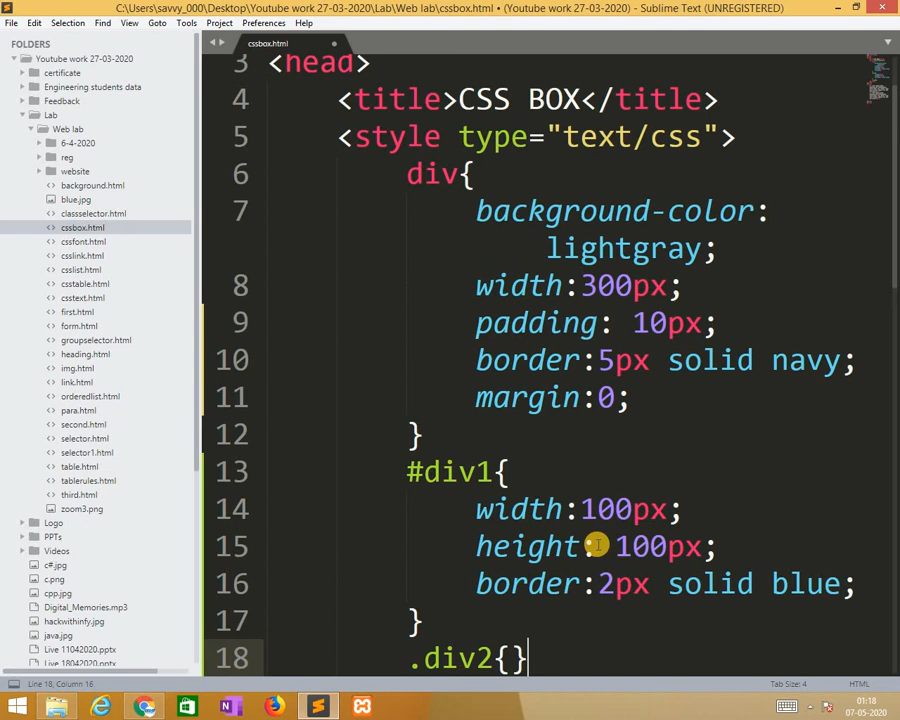 C:\Users\savvy_000\Desktop\Youtube work 27-03-2020\Lab\Web lab\cssbox.html • (Youtube work 27-03-2020) - Sublime Text (UNREGISTERED)
File Edit Selection Find View Goto Tools Project Preferences Help
FOLDERS
Youtube work 27-03-2020
certificate
Engineering students data
Feedback
Lab
Web lab
6-4-2020
reg
website
background.html
blue.jpg
classselector.html
cssbox.html
cssfont.html
csslink.html
csslist.html
csstable.html
csstext.html
first.html
form.html
groupselector.html
heading.html
img.html
link.html
orderedlist.html
para.html
second.html
selector.html
selector1.html
table.html
tablerules.html
third.html
zoom3.png
Logo
PPTs
Videos
c#.jpg
c.png
cpp.jpg
Digital_Memories.mp3
hackwithinfy.jpg
java.jpg
Live 11042020.pptx
Live 18042020.pptx
cssbox.html
3 <head>
4 <title>CSS BOX</title>
5 <style type="text/css">
6 div{
7 background-color:
lightgray;
8 width:300px;
9 padding: 10px;
10 border:5px solid navy;
11 margin:0;
12 }
13 #div1{
14 width:100px;
15 height: 100px;
16 border:2px solid blue;
17 }
18 .div2{}
Line 18, Column 16
Tab Size: 4
HTML
01:18
07-05-2020